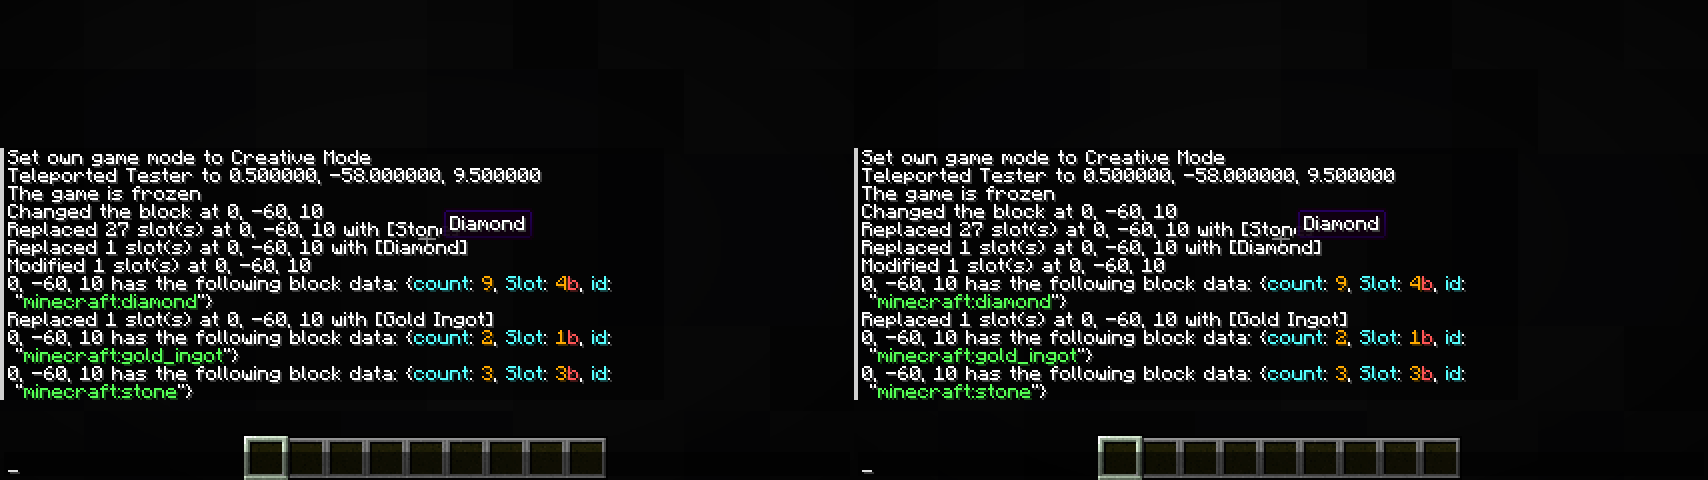 Set own game mode to Creative Mode
Teleported Tester to 0.500000, -58.000000, 9.500000
The game is frozen
Changed the block at 0, -60, 10
Replaced 27 slot(s) at 0, -60, 10 with [Ston
Diamond
Replaced 1 slot(s) at 0, -60, 10 with [Diamond]
Modified 1 slot(s) at 0, -60, 10
0, -60, 10 has the following block data: {count: 9, Slot: 4b, id:
"minecraft:diamond"}
Replaced 1 slot(s) at 0, -60, 10 with [Gold Ingot]
0, -60, 10 has the following block data: {count: 2, Slot: 1b, id:
"minecraft:gold_ingot"}
0, -60, 10 has the following block data: {count: 3, Slot: 3b, id:
"minecraft:stone"}
_
Set own game mode to Creative Mode
Teleported Tester to 0.500000, -58.000000, 9.500000
The game is frozen
Changed the block at 0, -60, 10
Replaced 27 slot(s) at 0, -60, 10 with [Ston
Diamond
Replaced 1 slot(s) at 0, -60, 10 with [Diamond]
Modified 1 slot(s) at 0, -60, 10
0, -60, 10 has the following block data: {count: 9, Slot: 4b, id:
"minecraft:diamond"}
Replaced 1 slot(s) at 0, -60, 10 with [Gold Ingot]
0, -60, 10 has the following block data: {count: 2, Slot: 1b, id:
"minecraft:gold_ingot"}
0, -60, 10 has the following block data: {count: 3, Slot: 3b, id:
"minecraft:stone"}
_